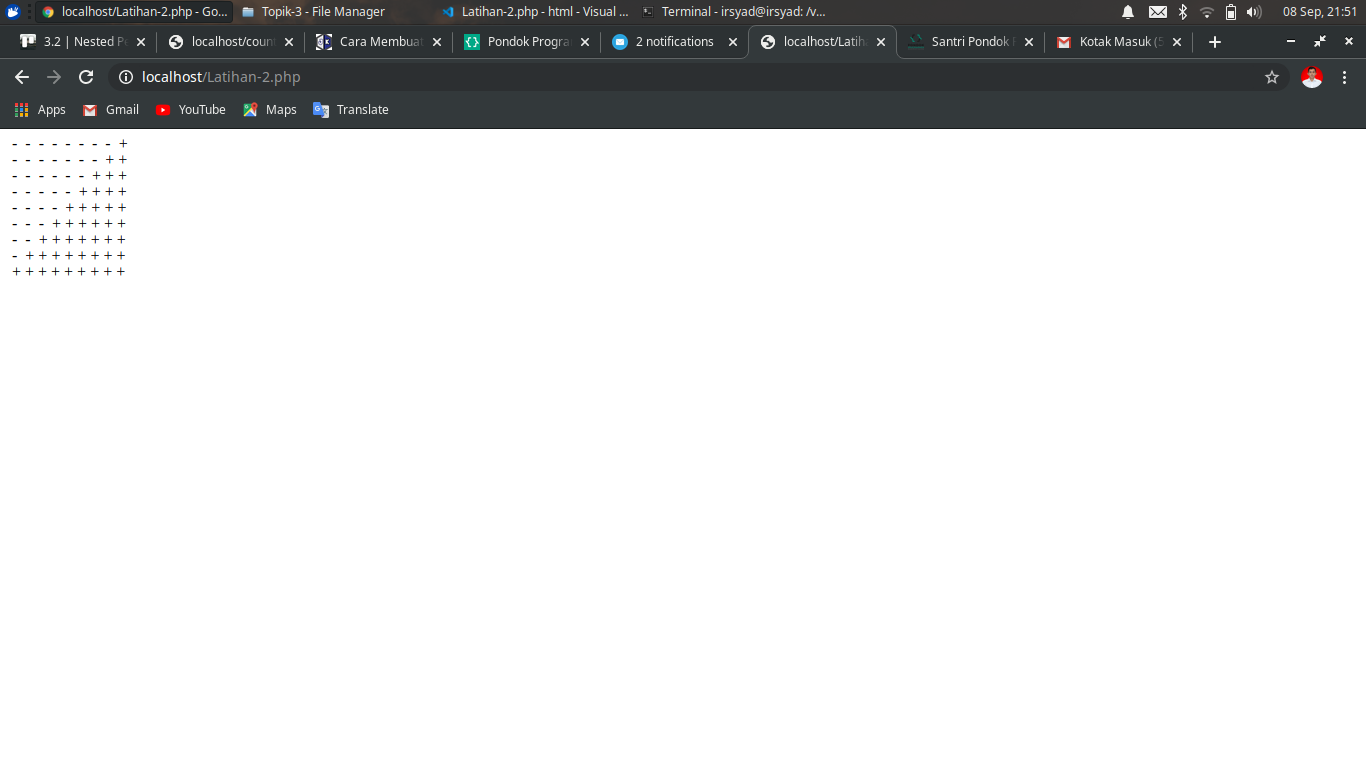 localhost/Latihan-2.php - Go... Topik-3 - File Manager Latihan-2.php - html - Visual ... Terminal - irsyad@irsyad: /v... 08 Sep, 21:51
3.2 | Nested Pe localhost/coun Cara Membuat Pondok Progra 2 notifications localhost/Latih Santri Pondok Kotak Masuk (5
localhost/Latihan-2.php
Apps Gmail YouTube Maps Translate
- - - - - - - - +
- - - - - - - + +
- - - - - - + + +
- - - - - + + + +
- - - - + + + + +
- - - + + + + + +
- - + + + + + + +
- + + + + + + + +
+ + + + + + + + +